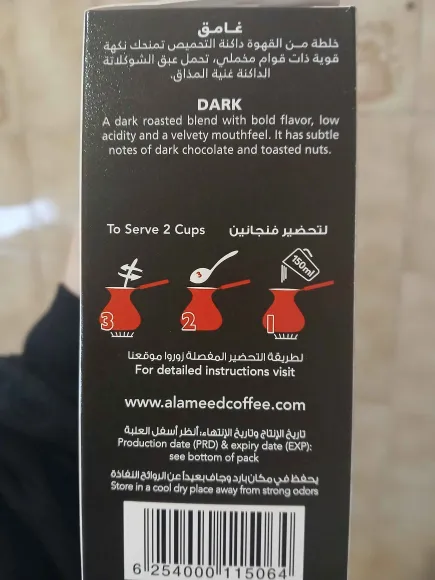 غامق
خلطة من القهوة داكنة التحميص تمنحك نكهة
قوية ذات قوام مخملي، تحمل عبق الشوكلاتة
الداكنة غنية المذاق.
DARK
A dark roasted blend with bold flavor, low
acidity and a velvety mouthfeel. It has subtle
notes of dark chocolate and toasted nuts.
To Serve 2 Cups لتحضير فنجانين
150ml
3
3 2 1
لطريقة التحضير المفصلة زوروا موقعنا
For detailed instructions visit
www.alameedcoffee.com
تاريخ الإنتاج وتاريخ الإنتهاء: أنظر أسفل العلبة
Production date (PRD) & expiry date (EXP):
see bottom of pack
يحفظ في مكان بارد وجاف بعيداً عن الروائح النفاذة
Store in a cool dry place away from strong odors
6 254000 115064